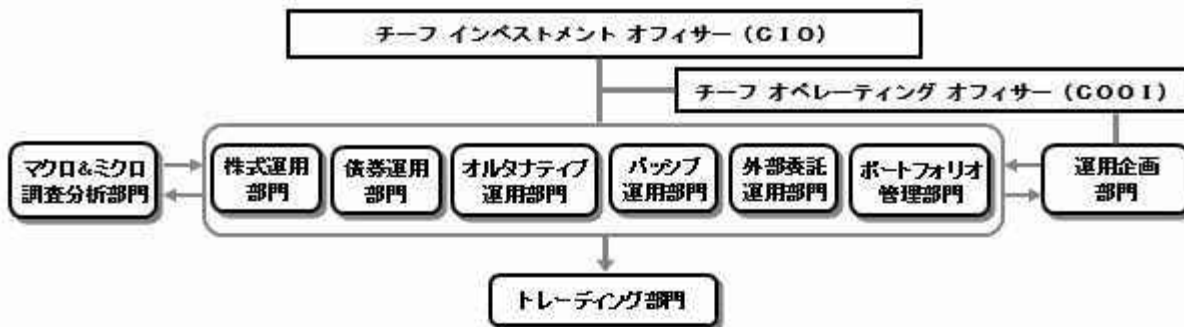 チーフ インベストメント オフィサー (CIO)
チーフ オペレーティング オフィサー (COOI)
マクロ&ミクロ
調査分析部門
株式運用
部門
債券運用
部門
オルタナティブ
運用部門
パッシブ
運用部門
外部委託
運用部門
ポートフォリオ
管理部門
運用企画
部門
トレーディング部門